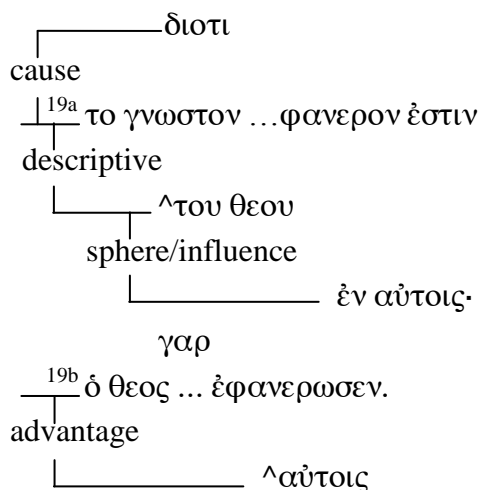 διοτι
cause
19a το γνωστον …φανερον ἐστιν
descriptive
^του θεου
sphere/influence
ἐν αὐτοις·
γαρ
19b ὁ θεος ... ἐφανερωσεν.
advantage
^αὐτοις